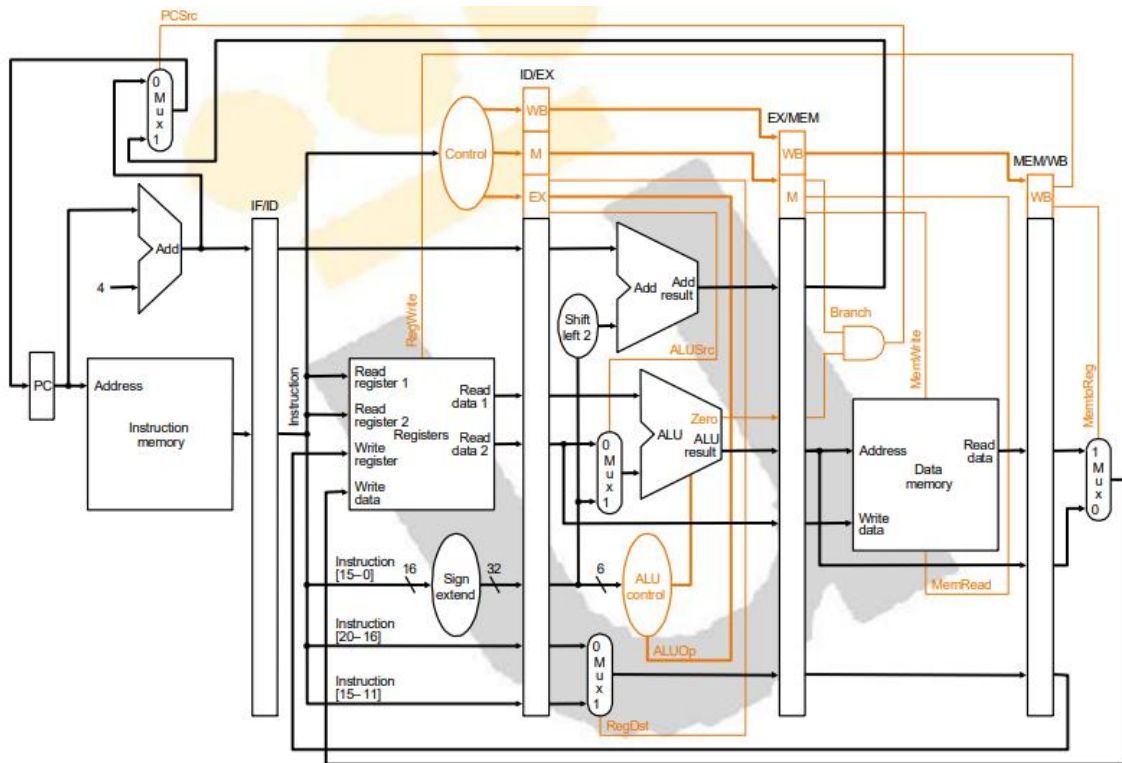 PCSrc
0
M
u
x
1
ID/EX
WB
EX/MEM
Control
M
WB
MEM/WB
EX
M
WB
IF/ID
Add
4
Add
Add
result
Shift
left 2
Branch
RegWrite
ALUSrc
MemWrite
MemtoReg
PC
Address
Instruction
memory
Instruction
Read
register 1
Read
register 2
Write
register
Write
data
Registers
Read
data 1
Read
data 2
0
M
u
x
1
Zero
ALU
ALU
result
Address
Read
data
Data
memory
Write
data
1
M
u
x
0
Instruction
[15–0]
16
Sign
extend
32
6
ALU
control
MemRead
Instruction
[20–16]
0
M
u
x
1
ALUOp
Instruction
[15–11]
RegDst